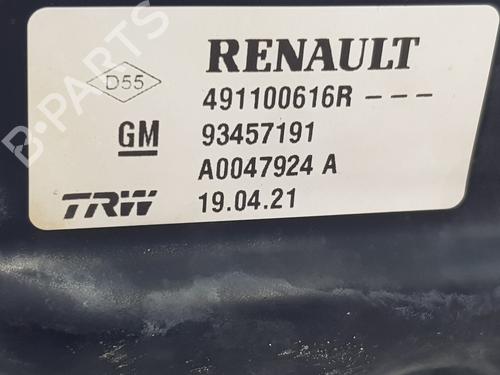 RENAULT
D55
491100616R ---
GM 93457191
A0047924 A
TRW 19.04.21
B-PARTS